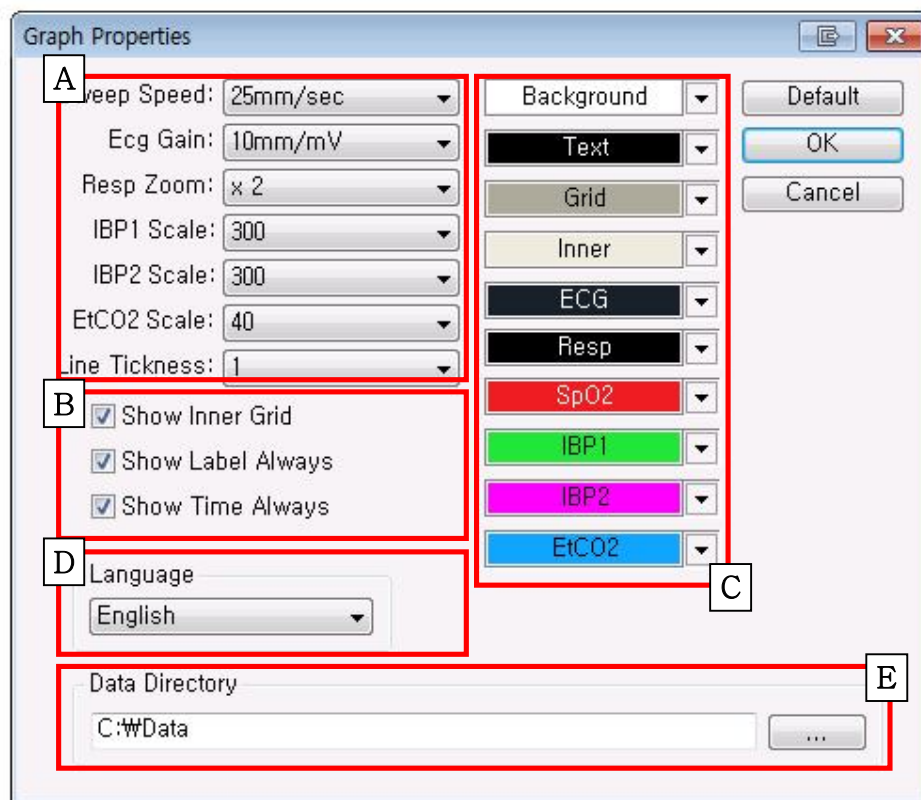 Graph Properties
A
weep Speed: 25mm/sec
Ecg Gain: 10mm/mV
Resp Zoom: x 2
IBP1 Scale: 300
IBP2 Scale: 300
EtCO2 Scale: 40
Line Tickness: 1
B
Show Inner Grid
Show Label Always
Show Time Always
D
Language
English
Background
Text
Grid
Inner
ECG
Resp
SpO2
IBP1
IBP2
EtCO2
C
Default
OK
Cancel
E
Data Directory
C:₩Data
...